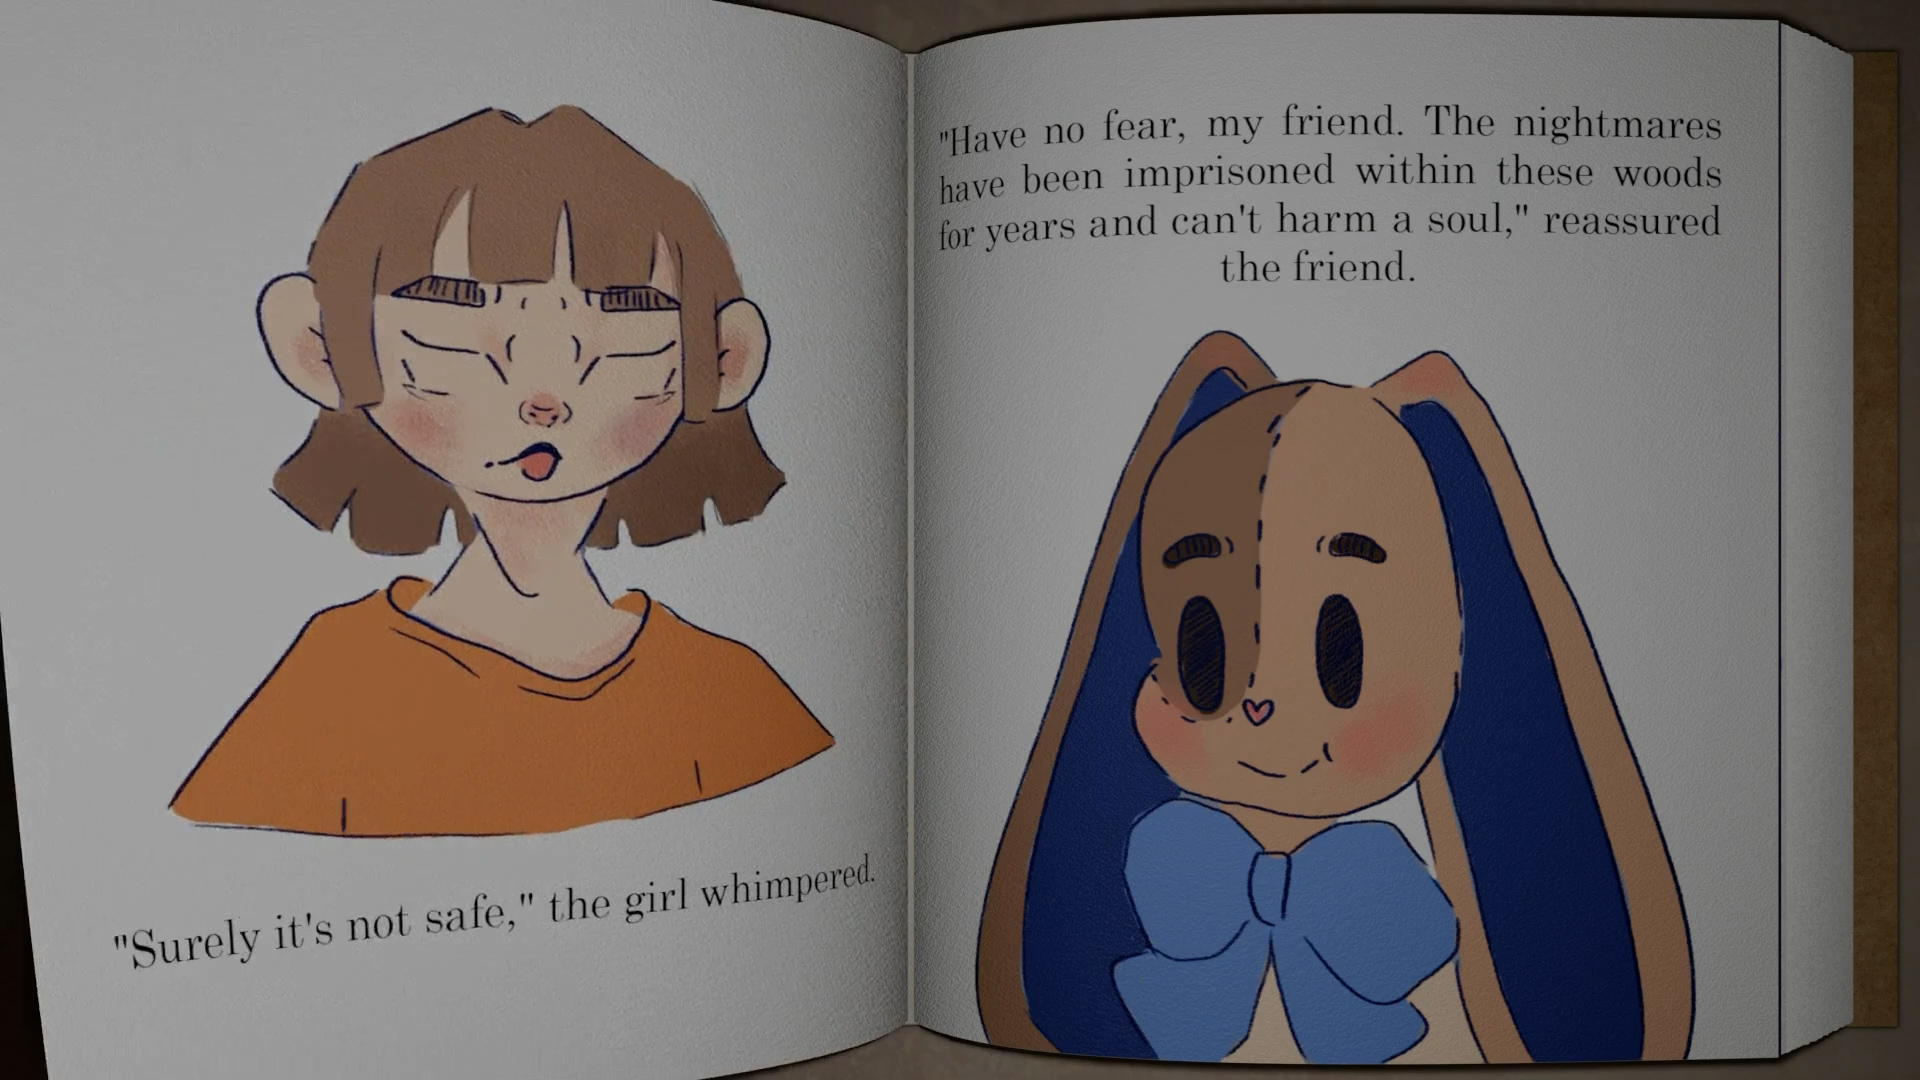 "Surely it's not safe," the girl whimpered.
"Have no fear, my friend. The nightmares
have been imprisoned within these woods
for years and can't harm a soul," reassured
the friend.